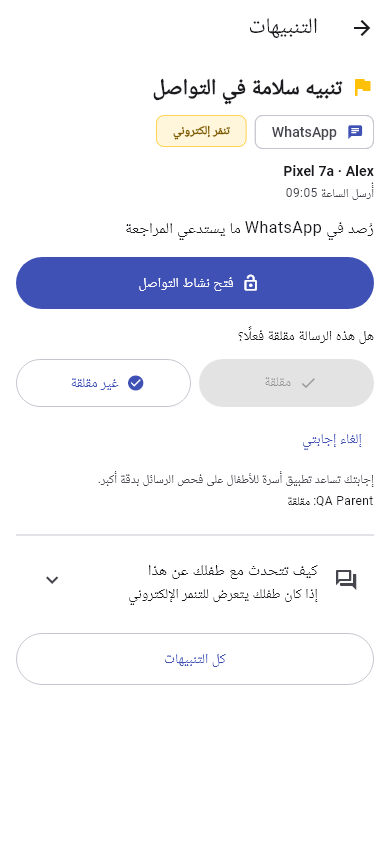 التنبيهات
تنبيه سلامة في التواصل
WhatsApp
تنمّر إلكتروني
Pixel 7a · Alex
أُرسل الساعة 09:05
رُصد في WhatsApp ما يستدعي المراجعة
فتح نشاط التواصل
هل هذه الرسالة مقلقة فعلًا؟
مقلقة
غير مقلقة
إلغاء إجابتي
إجابتك تساعد تطبيق أسرة للأطفال على فحص الرسائل بدقة أكبر.
QA Parent: مقلقة
كيف تتحدث مع طفلك عن هذا
إذا كان طفلك يتعرض للتنمر الإلكتروني
كل التنبيهات